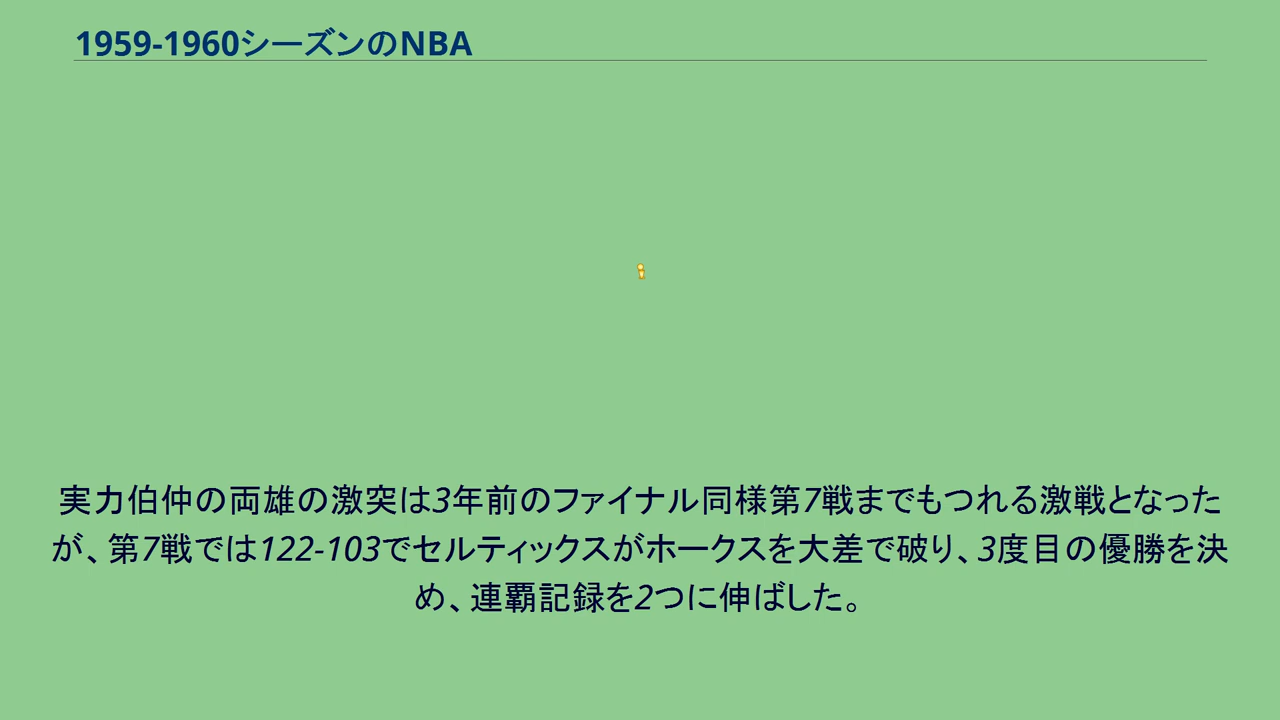 1959-1960シーズンのNBA
実力伯仲の両雄の激突は3年前のファイナル同様第7戦までもつれる激戦となった
が、第7戦では122-103でセルティックスがホークスを大差で破り、3度目の優勝を決
め、連覇記録を2つに伸ばした。